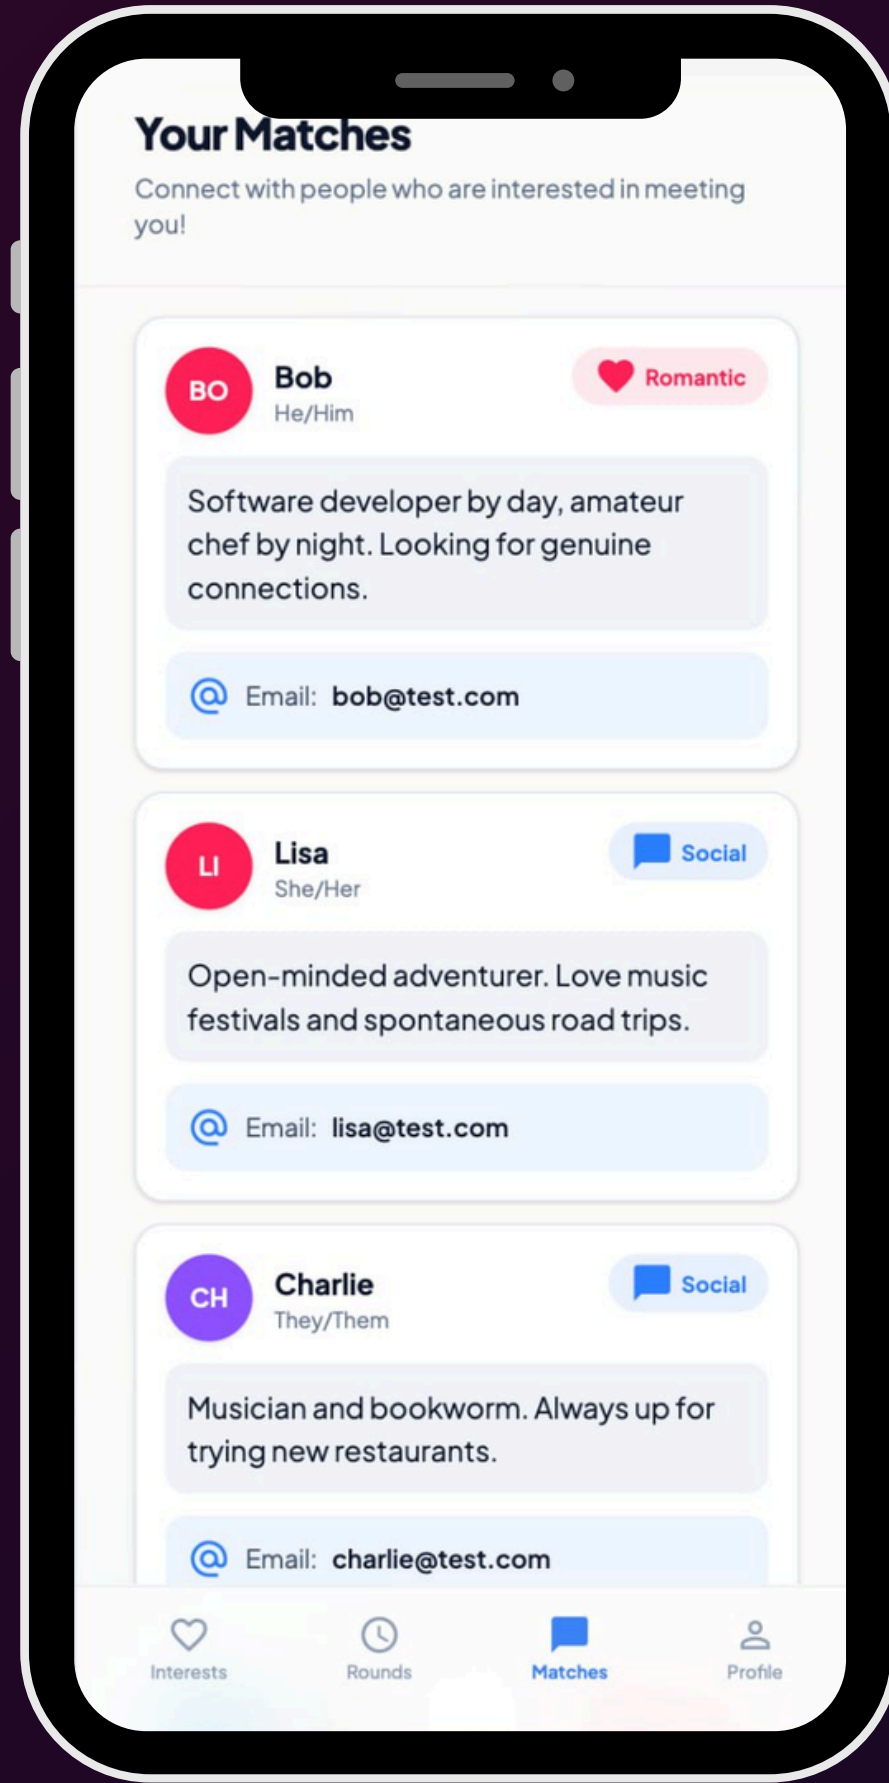 Your Matches
Connect with people who are interested in meeting
you!
BO
Bob
He/Him
Romantic
Software developer by day, amateur
chef by night. Looking for genuine
connections.
Email: bob@test.com
LI
Lisa
She/Her
Social
Open-minded adventurer. Love music
festivals and spontaneous road trips.
Email: lisa@test.com
CH
Charlie
They/Them
Social
Musician and bookworm. Always up for
trying new restaurants.
Email: charlie@test.com
Interests
Rounds
Matches
Profile